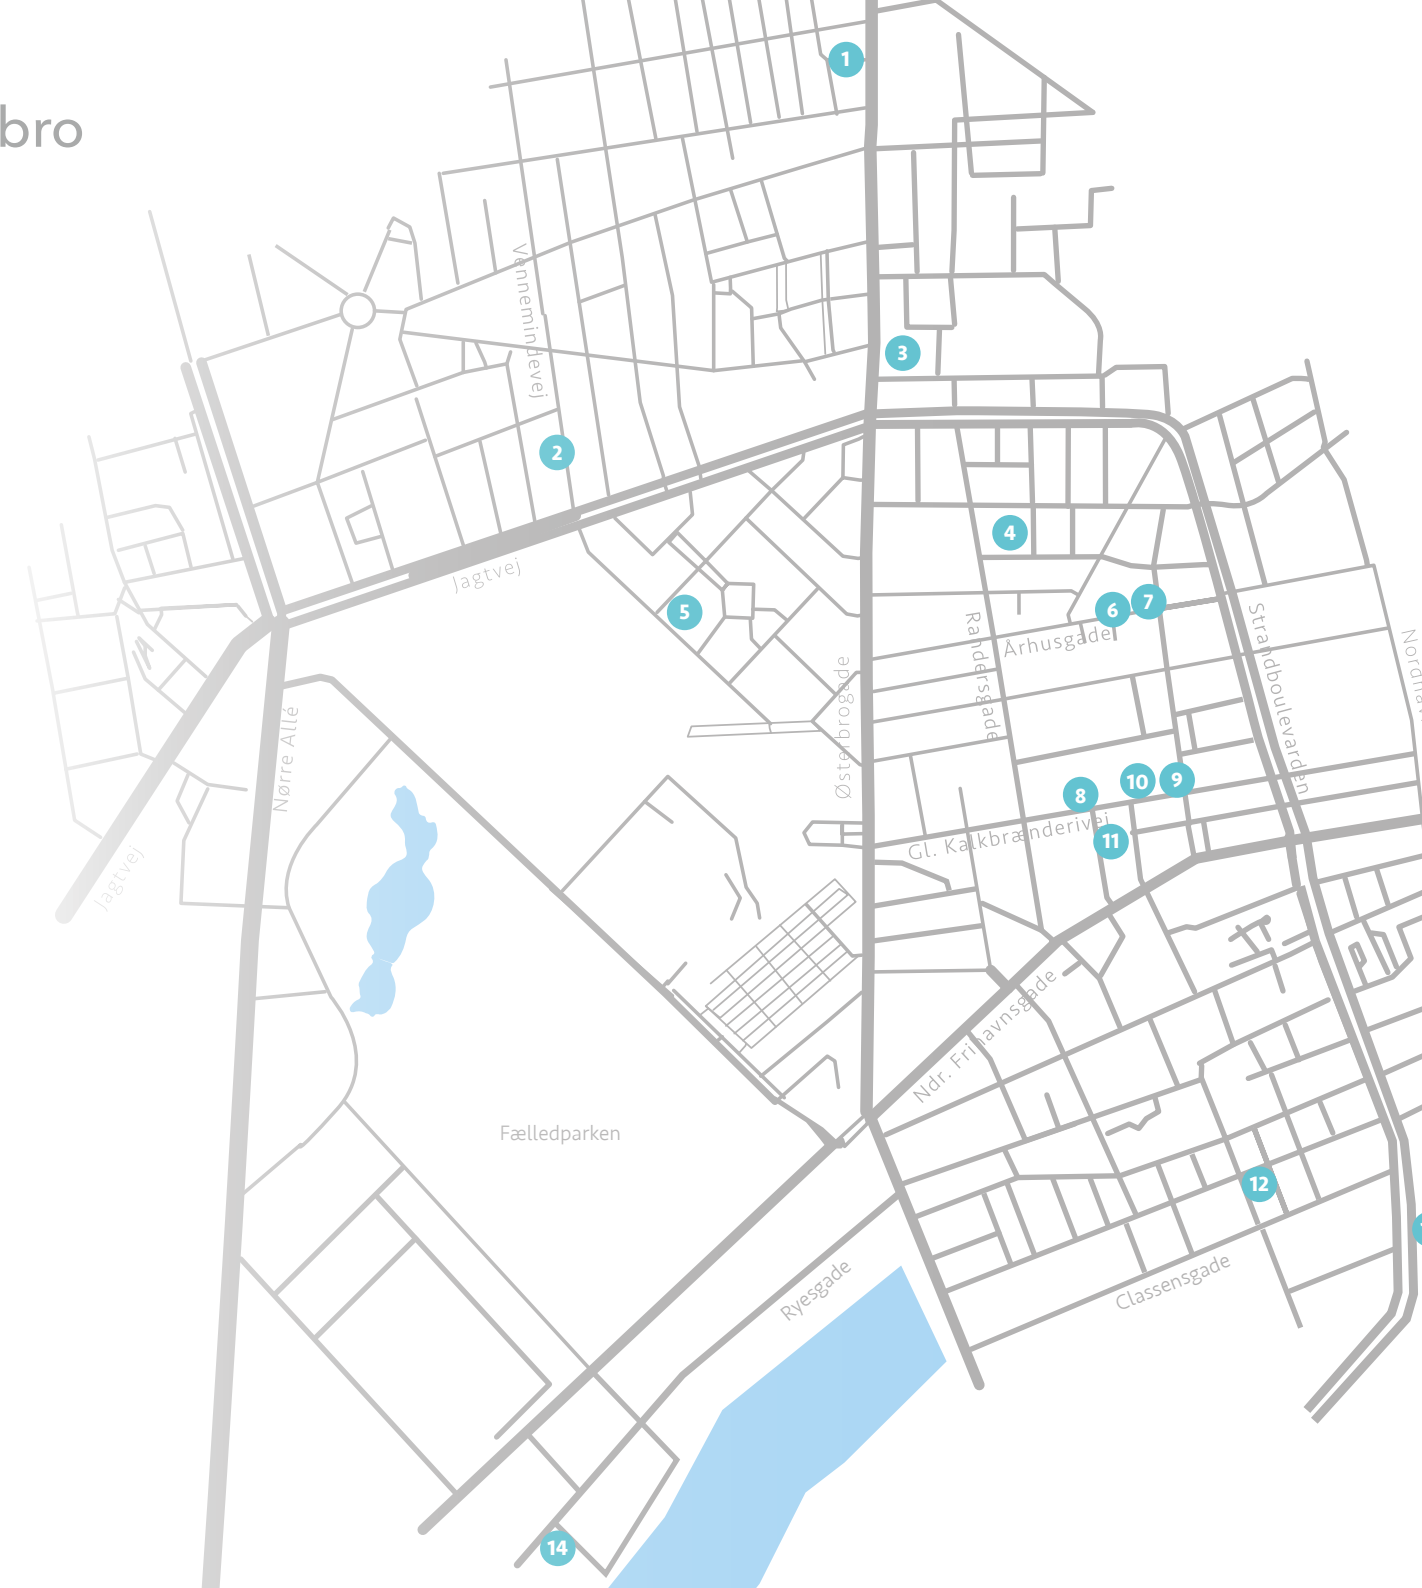 1
bro
Vennemindevej
3
2
Jagtvej
4
5
6
7
Århusgade
Randersgade
Strandboulevarden
Østerbrogade
Nørre Allé
8
10
9
Gl. Kalkbrænderivej
11
Jagtvej
Ndr. Frihavnsgade
Fælledparken
12
Ryesgade
Classensgade
14